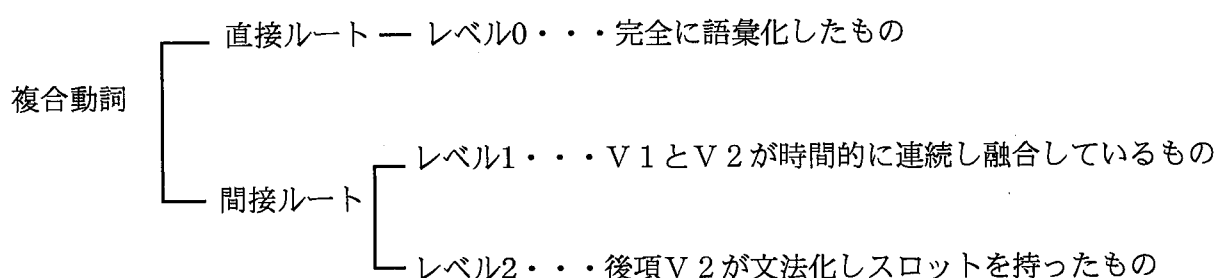 直接ルート ― レベル0・・・完全に語彙化したもの
複合動詞
レベル1・・・V1とV2が時間的に連続し融合しているもの
間接ルート
レベル2・・・後項V2が文法化しスロットを持ったもの